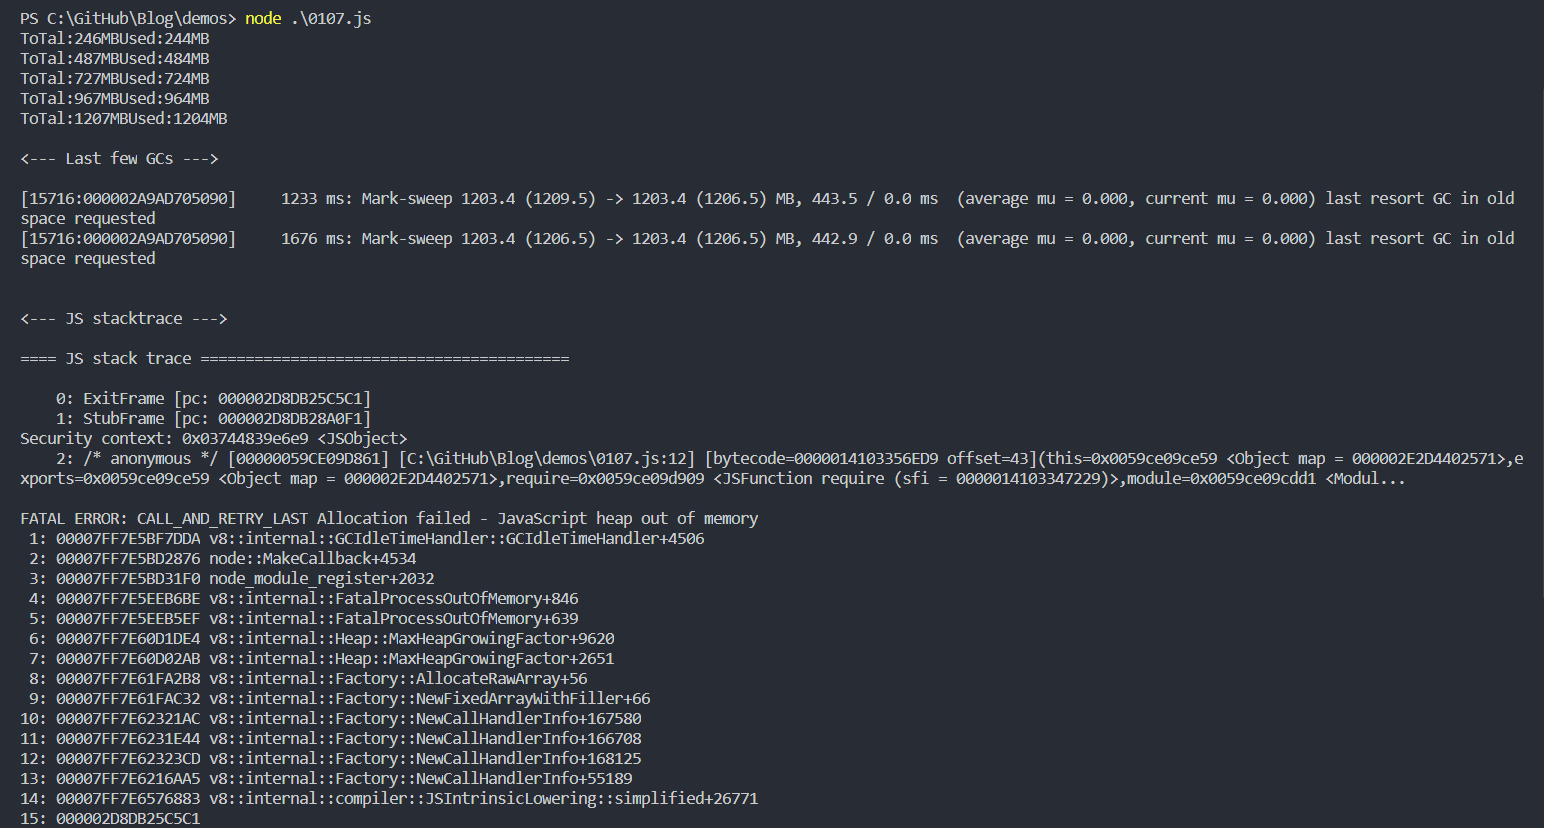 PS C:\GitHub\Blog\demos> node .\0107.js
ToTal:246MBUsed:244MB
ToTal:487MBUsed:484MB
ToTal:727MBUsed:724MB
ToTal:967MBUsed:964MB
ToTal:1207MBUsed:1204MB
<--- Last few GCs --->
[15716:000002A9AD705090]     1233 ms: Mark-sweep 1203.4 (1209.5) -> 1203.4 (1206.5) MB, 443.5 / 0.0 ms  (average mu = 0.000, current mu = 0.000) last resort GC in old
space requested
[15716:000002A9AD705090]     1676 ms: Mark-sweep 1203.4 (1206.5) -> 1203.4 (1206.5) MB, 442.9 / 0.0 ms  (average mu = 0.000, current mu = 0.000) last resort GC in old
space requested
<--- JS stacktrace --->
==== JS stack trace =========================================
    0: ExitFrame [pc: 000002D8DB25C5C1]
    1: StubFrame [pc: 000002D8DB28A0F1]
Security context: 0x03744839e6e9 <JSObject>
    2: /* anonymous */ [00000059CE09D861] [C:\GitHub\Blog\demos\0107.js:12] [bytecode=0000014103356ED9 offset=43](this=0x0059ce09ce59 <Object map = 000002E2D4402571>,e
xports=0x0059ce09ce59 <Object map = 000002E2D4402571>,require=0x0059ce09d909 <JSFunction require (sfi = 0000014103347229)>,module=0x0059ce09cdd1 <Modul...
FATAL ERROR: CALL_AND_RETRY_LAST Allocation failed - JavaScript heap out of memory
 1: 00007FF7E5BF7DDA v8::internal::GCIdleTimeHandler::GCIdleTimeHandler+4506
 2: 00007FF7E5BD2876 node::MakeCallback+4534
 3: 00007FF7E5BD31F0 node_module_register+2032
 4: 00007FF7E5EEB6BE v8::internal::FatalProcessOutOfMemory+846
 5: 00007FF7E5EEB5EF v8::internal::FatalProcessOutOfMemory+639
 6: 00007FF7E60D1DE4 v8::internal::Heap::MaxHeapGrowingFactor+9620
 7: 00007FF7E60D02AB v8::internal::Heap::MaxHeapGrowingFactor+2651
 8: 00007FF7E61FA2B8 v8::internal::Factory::AllocateRawArray+56
 9: 00007FF7E61FAC32 v8::internal::Factory::NewFixedArrayWithFiller+66
10: 00007FF7E62321AC v8::internal::Factory::NewCallHandlerInfo+167580
11: 00007FF7E6231E44 v8::internal::Factory::NewCallHandlerInfo+166708
12: 00007FF7E62323CD v8::internal::Factory::NewCallHandlerInfo+168125
13: 00007FF7E6216AA5 v8::internal::Factory::NewCallHandlerInfo+55189
14: 00007FF7E6576883 v8::internal::compiler::JSIntrinsicLowering::simplified+26771
15: 000002D8DB25C5C1